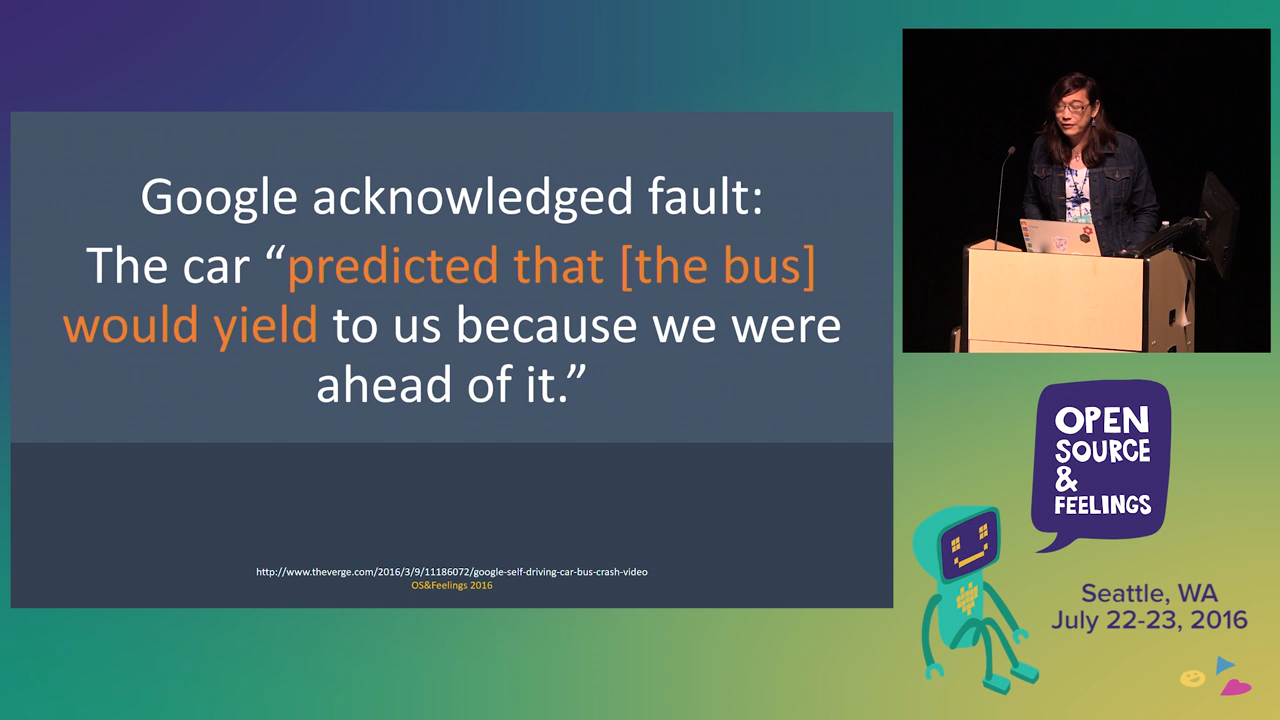 Google acknowledged fault:
The car “predicted that [the bus]
would yield to us because we were
ahead of it.”
http://www.theverge.com/2016/3/9/11186072/google-self-driving-car-bus-crash-video
OS&Feelings 2016
OPEN
SOURCE
&
FEELINGS
Seattle, WA
July 22-23, 2016